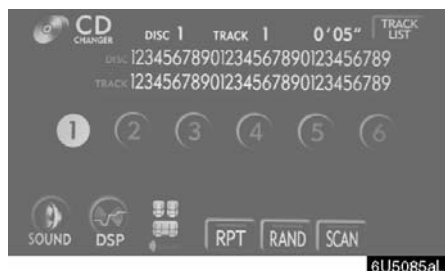 CD CHANGER DISC 1 TRACK 1 0'05" TRACK LIST
DISC 12345678901234567890123456789
TRACK 12345678901234567890123456789
1 2 3 4 5 6
SOUND DSP RPT RAND SCAN
6U5085aI